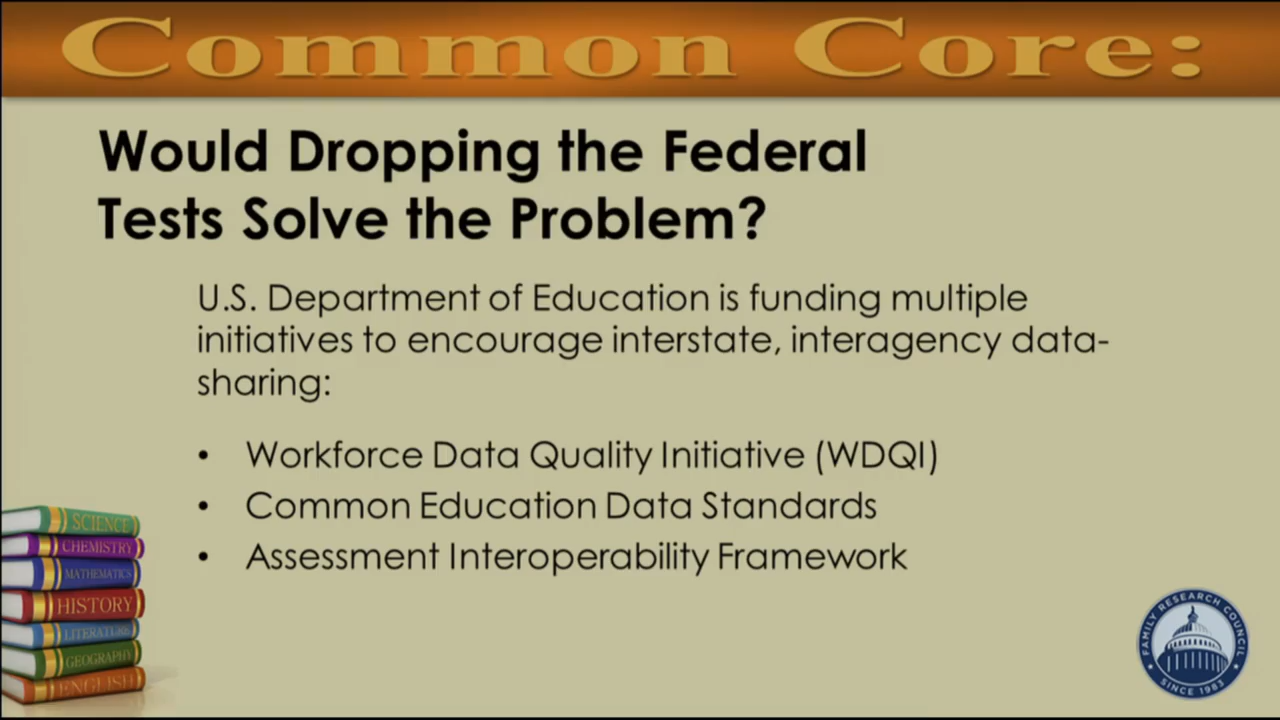 Common Core:
Would Dropping the Federal
Tests Solve the Problem?
U.S. Department of Education is funding multiple
initiatives to encourage interstate, interagency data-
sharing:
• Workforce Data Quality Initiative (WDQI)
• Common Education Data Standards
• Assessment Interoperability Framework
SCIENCE
CHEMISTRY
MATHEMATICS
HISTORY
LITERATURE
GEOGRAPHY
ENGLISH
FAMILY RESEARCH COUNCIL
SINCE 1983